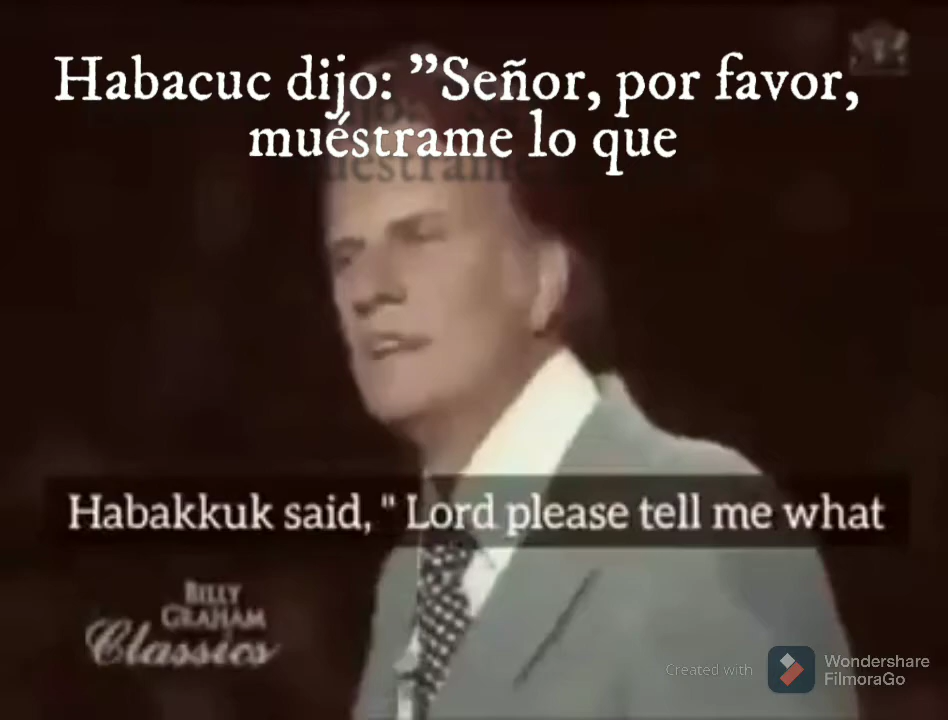 Habacuc dijo: ”Señor, por favor,
muéstrame lo que
Habakkuk said, " Lord please tell me what
BILLY
GRAHAM
Classics
Created with
Wondershare
FilmoraGo